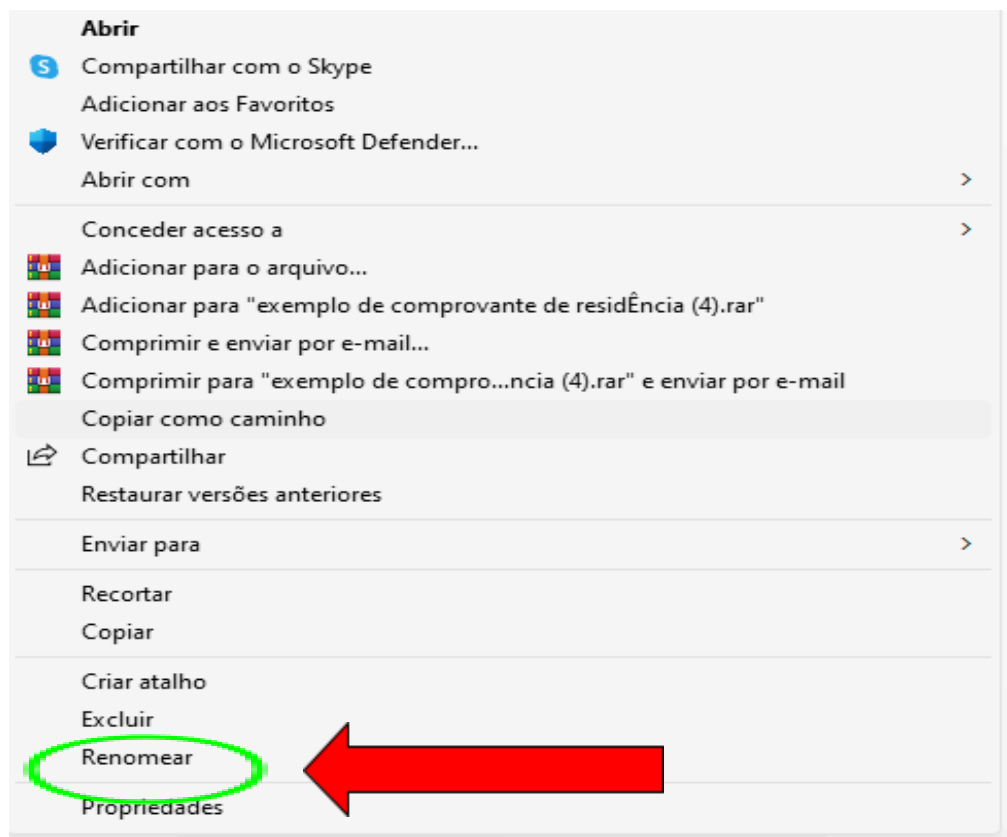 Abrir
Compartilhar com o Skype
Adicionar aos Favoritos
Verificar com o Microsoft Defender...
Abrir com
Conceder acesso a
Adicionar para o arquivo...
Adicionar para "exemplo de comprovante de residÊncia (4).rar"
Comprimir e enviar por e-mail...
Comprimir para "exemplo de compro...ncia (4).rar" e enviar por e-mail
Copiar como caminho
Compartilhar
Restaurar versões anteriores
Enviar para
Recortar
Copiar
Criar atalho
Excluir
Renomear
Propriedades